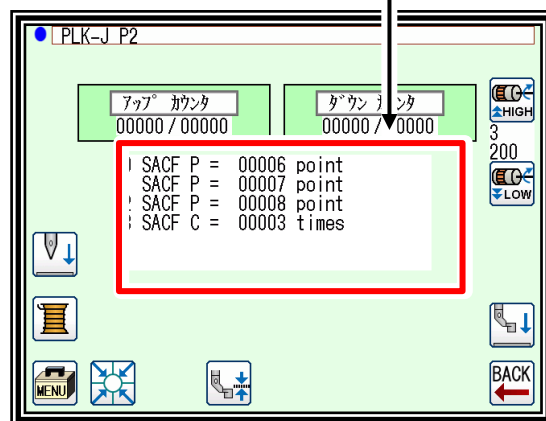 PLK-J P2
アップ カウンタ
ダウン カンタ
00000 / 00000
00000 / 0000
HIGH
3
200
LOW
SACF P = 00006 point
SACF P = 00007 point
SACF P = 00008 point
SACF C = 00003 times
MENU
BACK